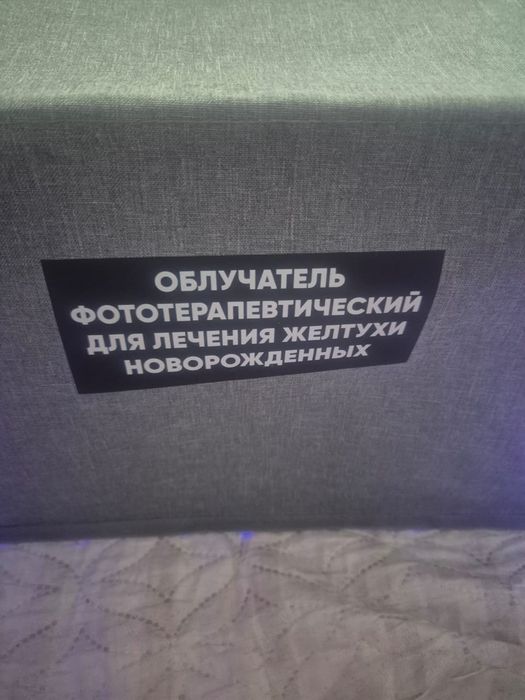 ОБЛУЧАТЕЛЬ
ФОТОТЕРАПЕВТИЧЕСКИЙ
ДЛЯ ЛЕЧЕНИЯ ЖЕЛТУХИ
НОВОРОЖДЕННЫХ